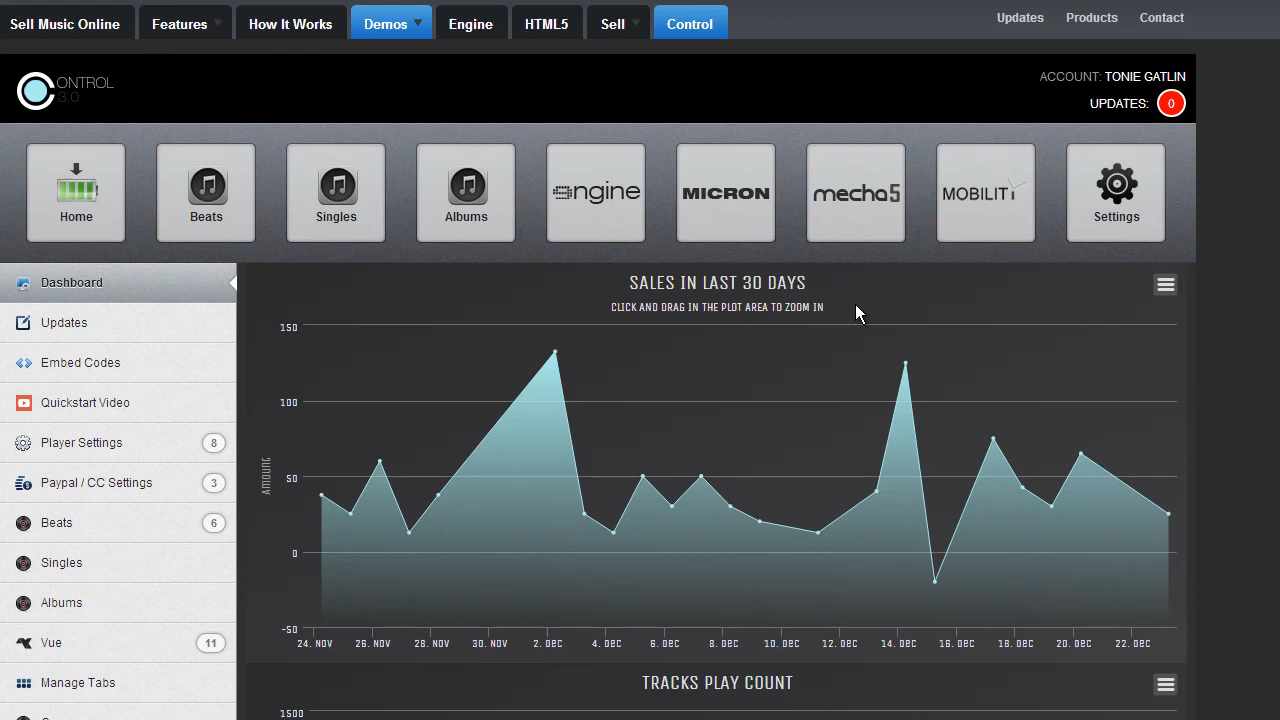 Sell Music Online Features How It Works Demos Engine HTML5 Sell Control Updates Products Contact
CONTROL
3.0
ACCOUNT: TONIE GATLIN
UPDATES: 0
Home Beats Singles Albums engine MICRON mecha5 MOBILITY Settings
Dashboard
Updates
Embed Codes
Quickstart Video
Player Settings 8
Paypal / CC Settings 3
Beats 6
Singles
Albums
Vue 11
Manage Tabs
SALES IN LAST 30 DAYS
CLICK AND DRAG IN THE PLOT AREA TO ZOOM IN
AMOUNT
150
100
50
0
-50
24. NOV 26. NOV 28. NOV 30. NOV 2. DEC 4. DEC 6. DEC 8. DEC 10. DEC 12. DEC 14. DEC 16. DEC 18. DEC 20. DEC 22. DEC
TRACKS PLAY COUNT
1500